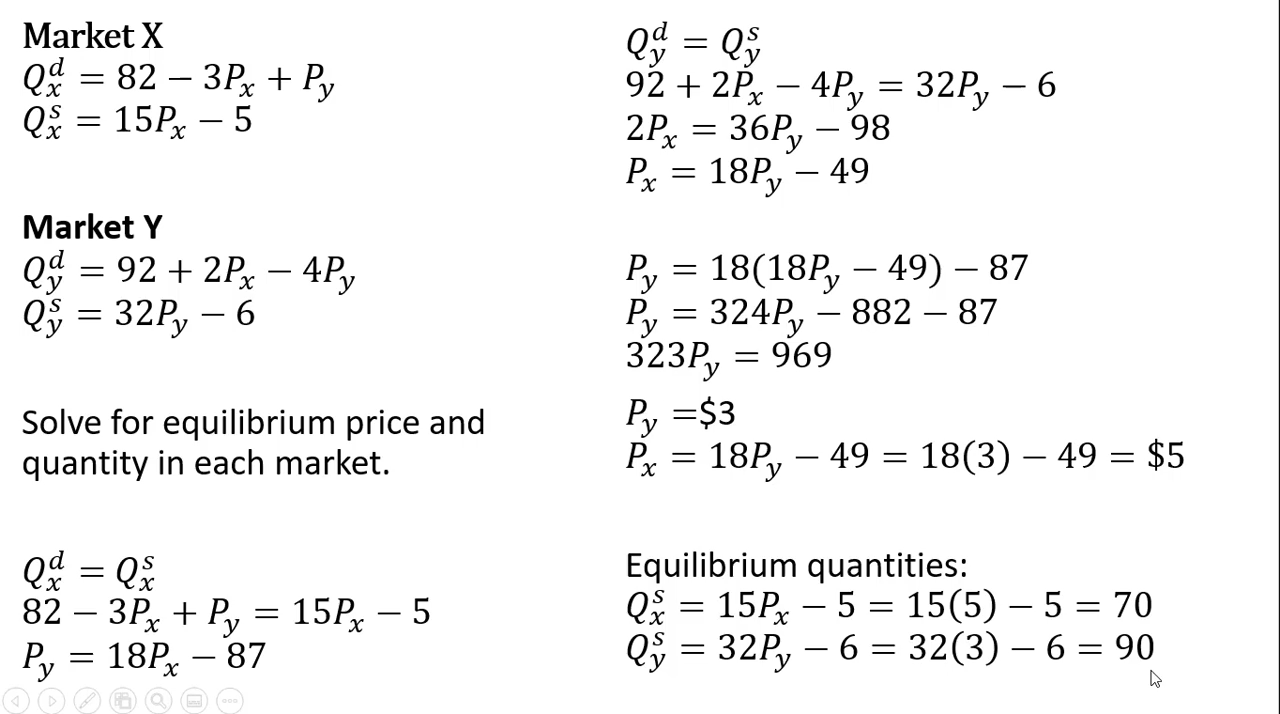 Market X
Q_x^d = 82 − 3P_x + P_y
Q_x^s = 15P_x − 5
Market Y
Q_y^d = 92 + 2P_x − 4P_y
Q_y^s = 32P_y − 6
Solve for equilibrium price and
quantity in each market.
Q_x^d = Q_x^s
82 − 3P_x + P_y = 15P_x − 5
P_y = 18P_x − 87
Q_y^d = Q_y^s
92 + 2P_x − 4P_y = 32P_y − 6
2P_x = 36P_y − 98
P_x = 18P_y − 49
P_y = 18(18P_y − 49) − 87
P_y = 324P_y − 882 − 87
323P_y = 969
P_y =$3
P_x = 18P_y − 49 = 18(3) − 49 = $5
Equilibrium quantities:
Q_x^s = 15P_x − 5 = 15(5) − 5 = 70
Q_y^s = 32P_y − 6 = 32(3) − 6 = 90